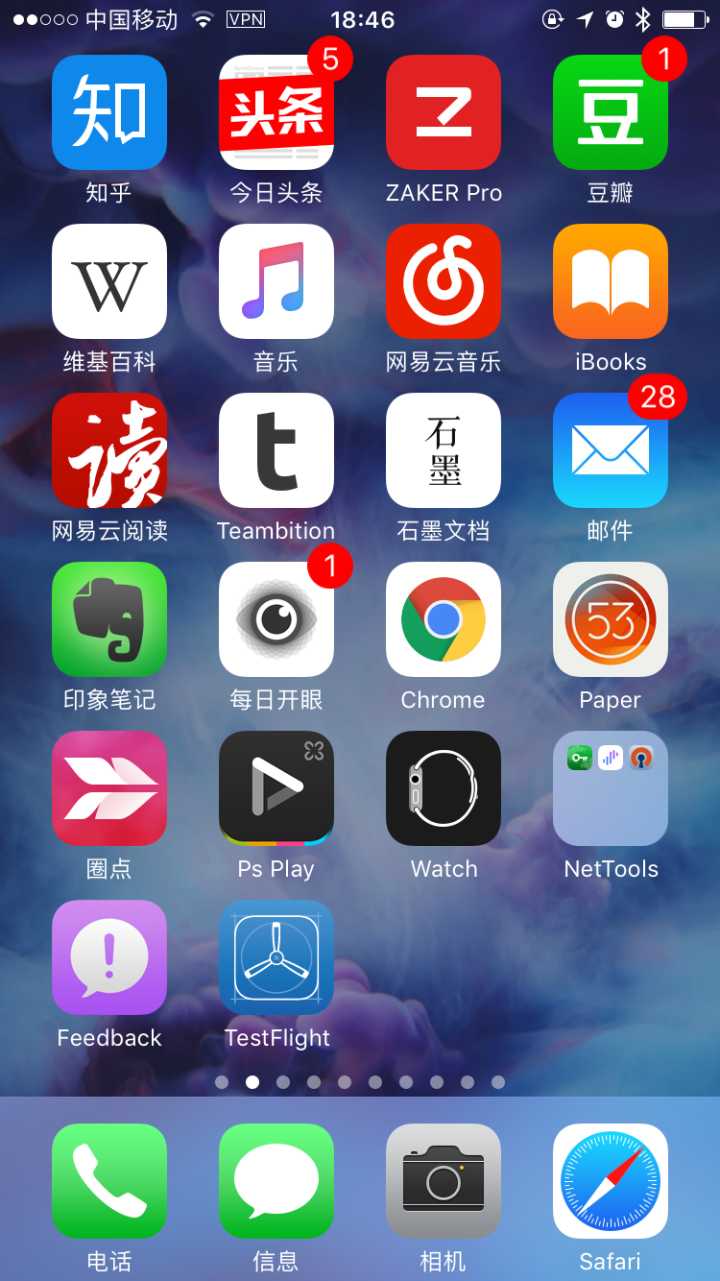 中国移动 VPN 18:46
知 头条 5 豆 1
知乎 今日头条 ZAKER Pro 豆瓣
W
维基百科 音乐 网易云音乐 iBooks
读 t 石墨 28
网易云阅读 Teambition 石墨文档 邮件
1 53
印象笔记 每日开眼 Chrome Paper
圈点 Ps Play Watch NetTools
!
Feedback TestFlight
电话 信息 相机 Safari